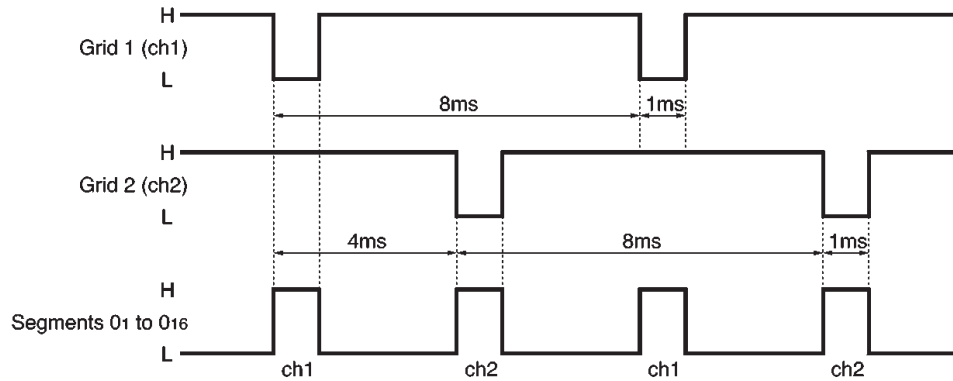 H
Grid 1 (ch1)
L
8ms 1ms
H
Grid 2 (ch2)
L
4ms 8ms 1ms
H
Segments 01 to 016
L
ch1 ch2 ch1 ch2